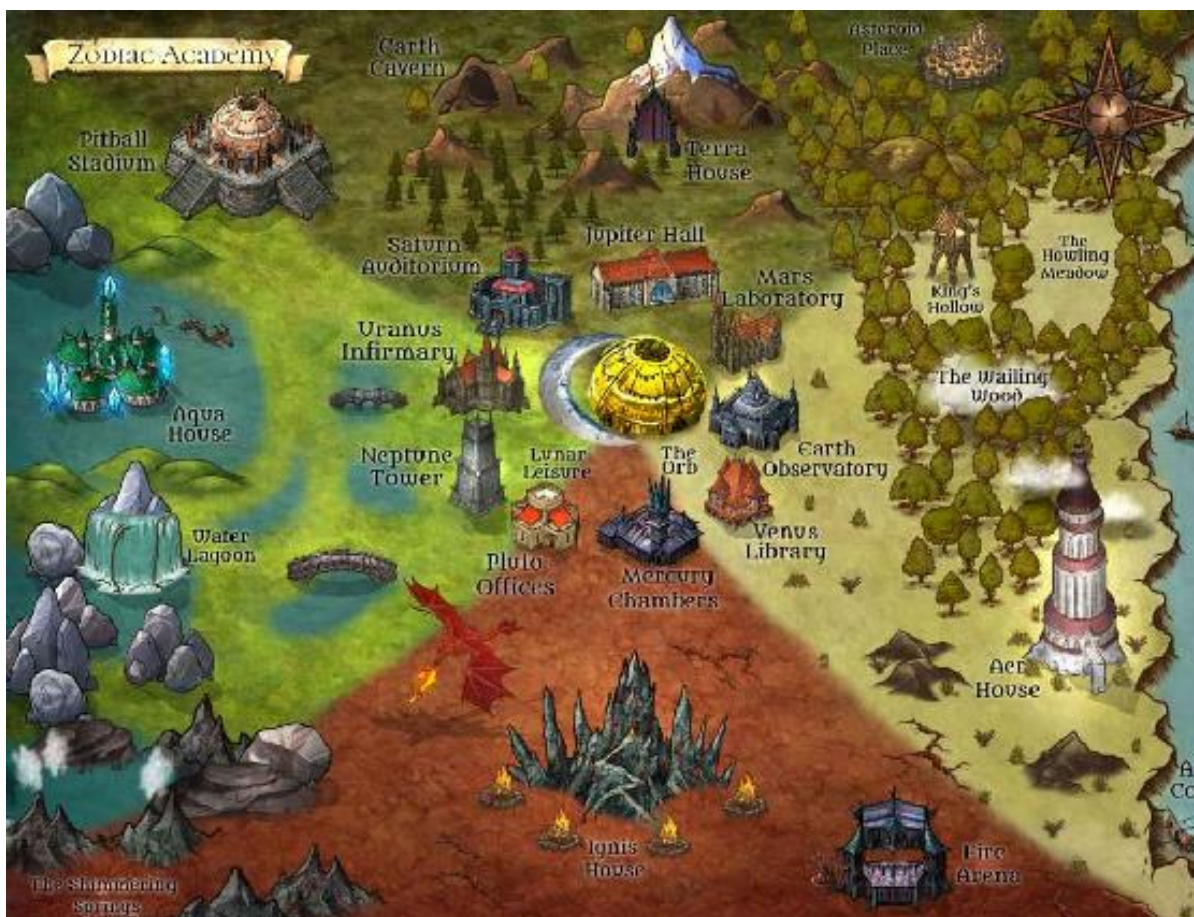 Zodiac Academy
Earth
Cavern
Asteroid
Place
Pitball
Stadium
Terra
House
Saturn
Auditorium
Jupiter Hall
Mars
Laboratory
King's
Hollow
The
Howling
Meadow
Uranus
Infirmary
The Wailing
Wood
Aqua
House
Neptune
Tower
Lunar
Leisure
The
Orb
Earth
Observatory
Water
Lagoon
Pluto
Offices
Mercury
Chambers
Venus
Library
Aer
House
Ignis
House
Fire
Arena
The Shimmering
Springs